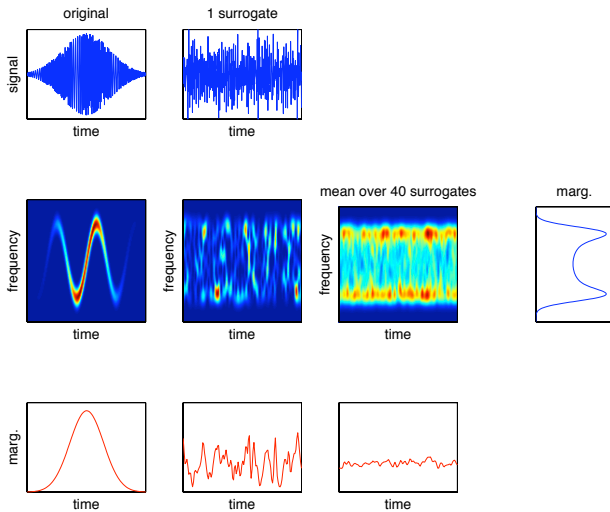 original
1 surrogate
signal
time
time
mean over 40 surrogates
marg.
frequency
frequency
frequency
time
time
time
marg.
time
time
time